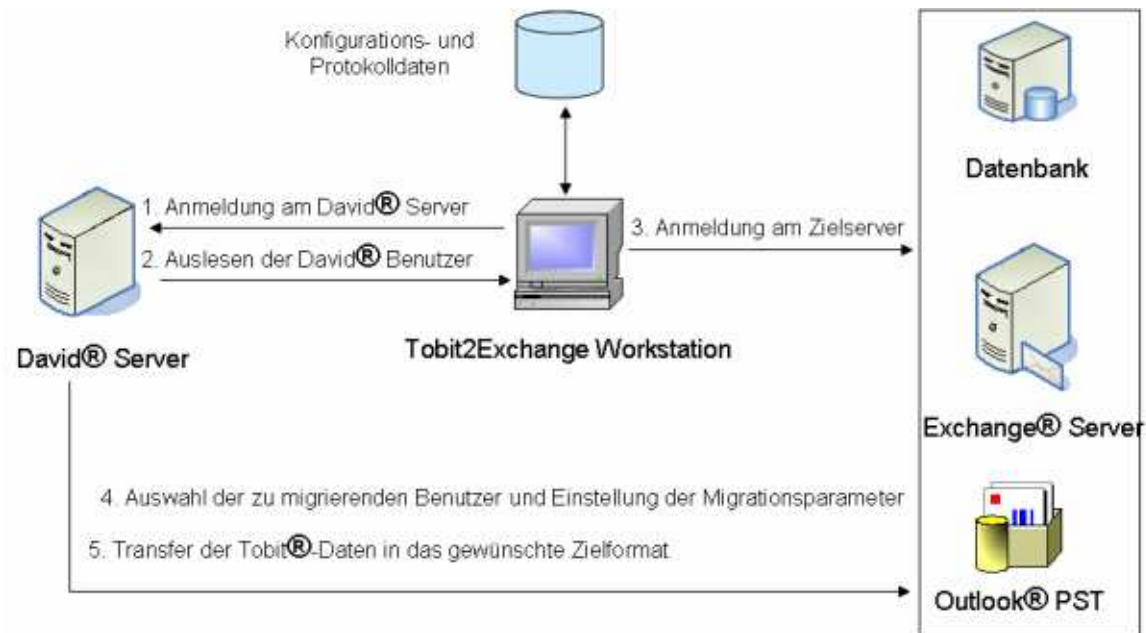 Konfigurations- und
Protokolldaten
Datenbank
1. Anmeldung am David® Server
2. Auslesen der David® Benutzer
3. Anmeldung am Zielserver
David® Server
Tobit2Exchange Workstation
Exchange® Server
4. Auswahl der zu migrierenden Benutzer und Einstellung der Migrationsparameter
5. Transfer der Tobit®-Daten in das gewünschte Zielformat
Outlook® PST